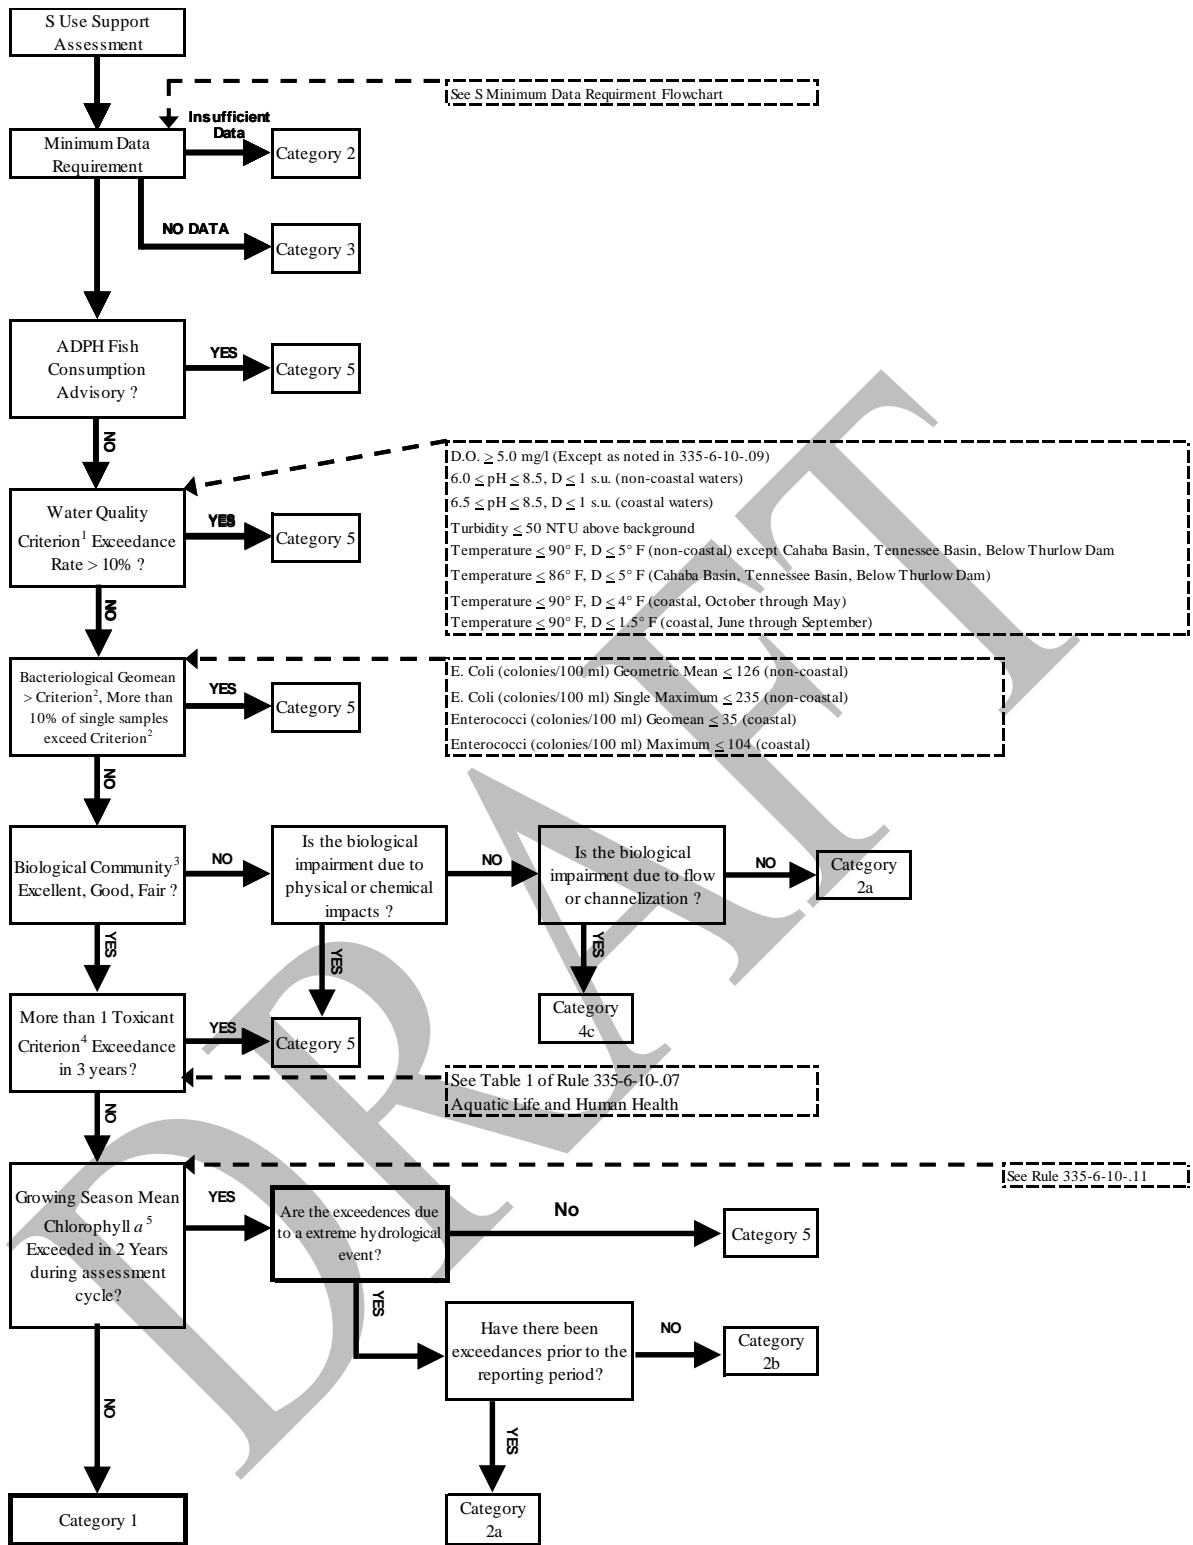 S Use Support
Assessment
See S Minimum Data Requirment Flowchart
Insufficient
Data
Minimum Data
Requirement
Category 2
NO DATA
Category 3
ADPH Fish
Consumption
Advisory ?
YES
Category 5
NO
D.O. ≥ 5.0 mg/l (Except as noted in 335-6-10-.09)
6.0 ≤ pH ≤ 8.5, D ≤ 1 s.u. (non-coastal waters)
6.5 ≤ pH ≤ 8.5, D ≤ 1 s.u. (coastal waters)
Turbidity ≤ 50 NTU above background
Temperature ≤ 90° F, D ≤ 5° F (non-coastal) except Cahaba Basin, Tennessee Basin, Below Thurlow Dam
Temperature ≤ 86° F, D ≤ 5° F (Cahaba Basin, Tennessee Basin, Below Thurlow Dam)
Temperature ≤ 90° F, D ≤ 4° F (coastal, October through May)
Temperature ≤ 90° F, D ≤ 1.5° F (coastal, June through September)
Water Quality
Criterion1 Exceedance
Rate > 10% ?
YES
Category 5
NO
Bacteriological Geomean
> Criterion2, More than
10% of single samples
exceed Criterion2
YES
Category 5
E. Coli (colonies/100 ml) Geometric Mean ≤ 126 (non-coastal)
E. Coli (colonies/100 ml) Single Maximum ≤ 235 (non-coastal)
Enterococci (colonies/100 ml) Geomean ≤ 35 (coastal)
Enterococci (colonies/100 ml) Maximum ≤ 104 (coastal)
NO
Biological Community3
Excellent, Good, Fair ?
NO
Is the biological
impairment due to
physical or chemical
impacts ?
NO
Is the biological
impairment due to flow
or channelization ?
NO
Category
2a
YES
YES
YES
Category
4c
More than 1 Toxicant
Criterion4 Exceedance
in 3 years?
YES
Category 5
See Table 1 of Rule 335-6-10-.07
Aquatic Life and Human Health
NO
See Rule 335-6-10-.11
Growing Season Mean
Chlorophyll a5
Exceeded in 2 Years
during assessment
cycle?
YES
Are the exceedences due
to a extreme hydrological
event?
No
Category 5
YES
Have there been
exceedances prior to the
reporting period?
NO
Category
2b
NO
YES
Category 1
Category
2a
DRAFT